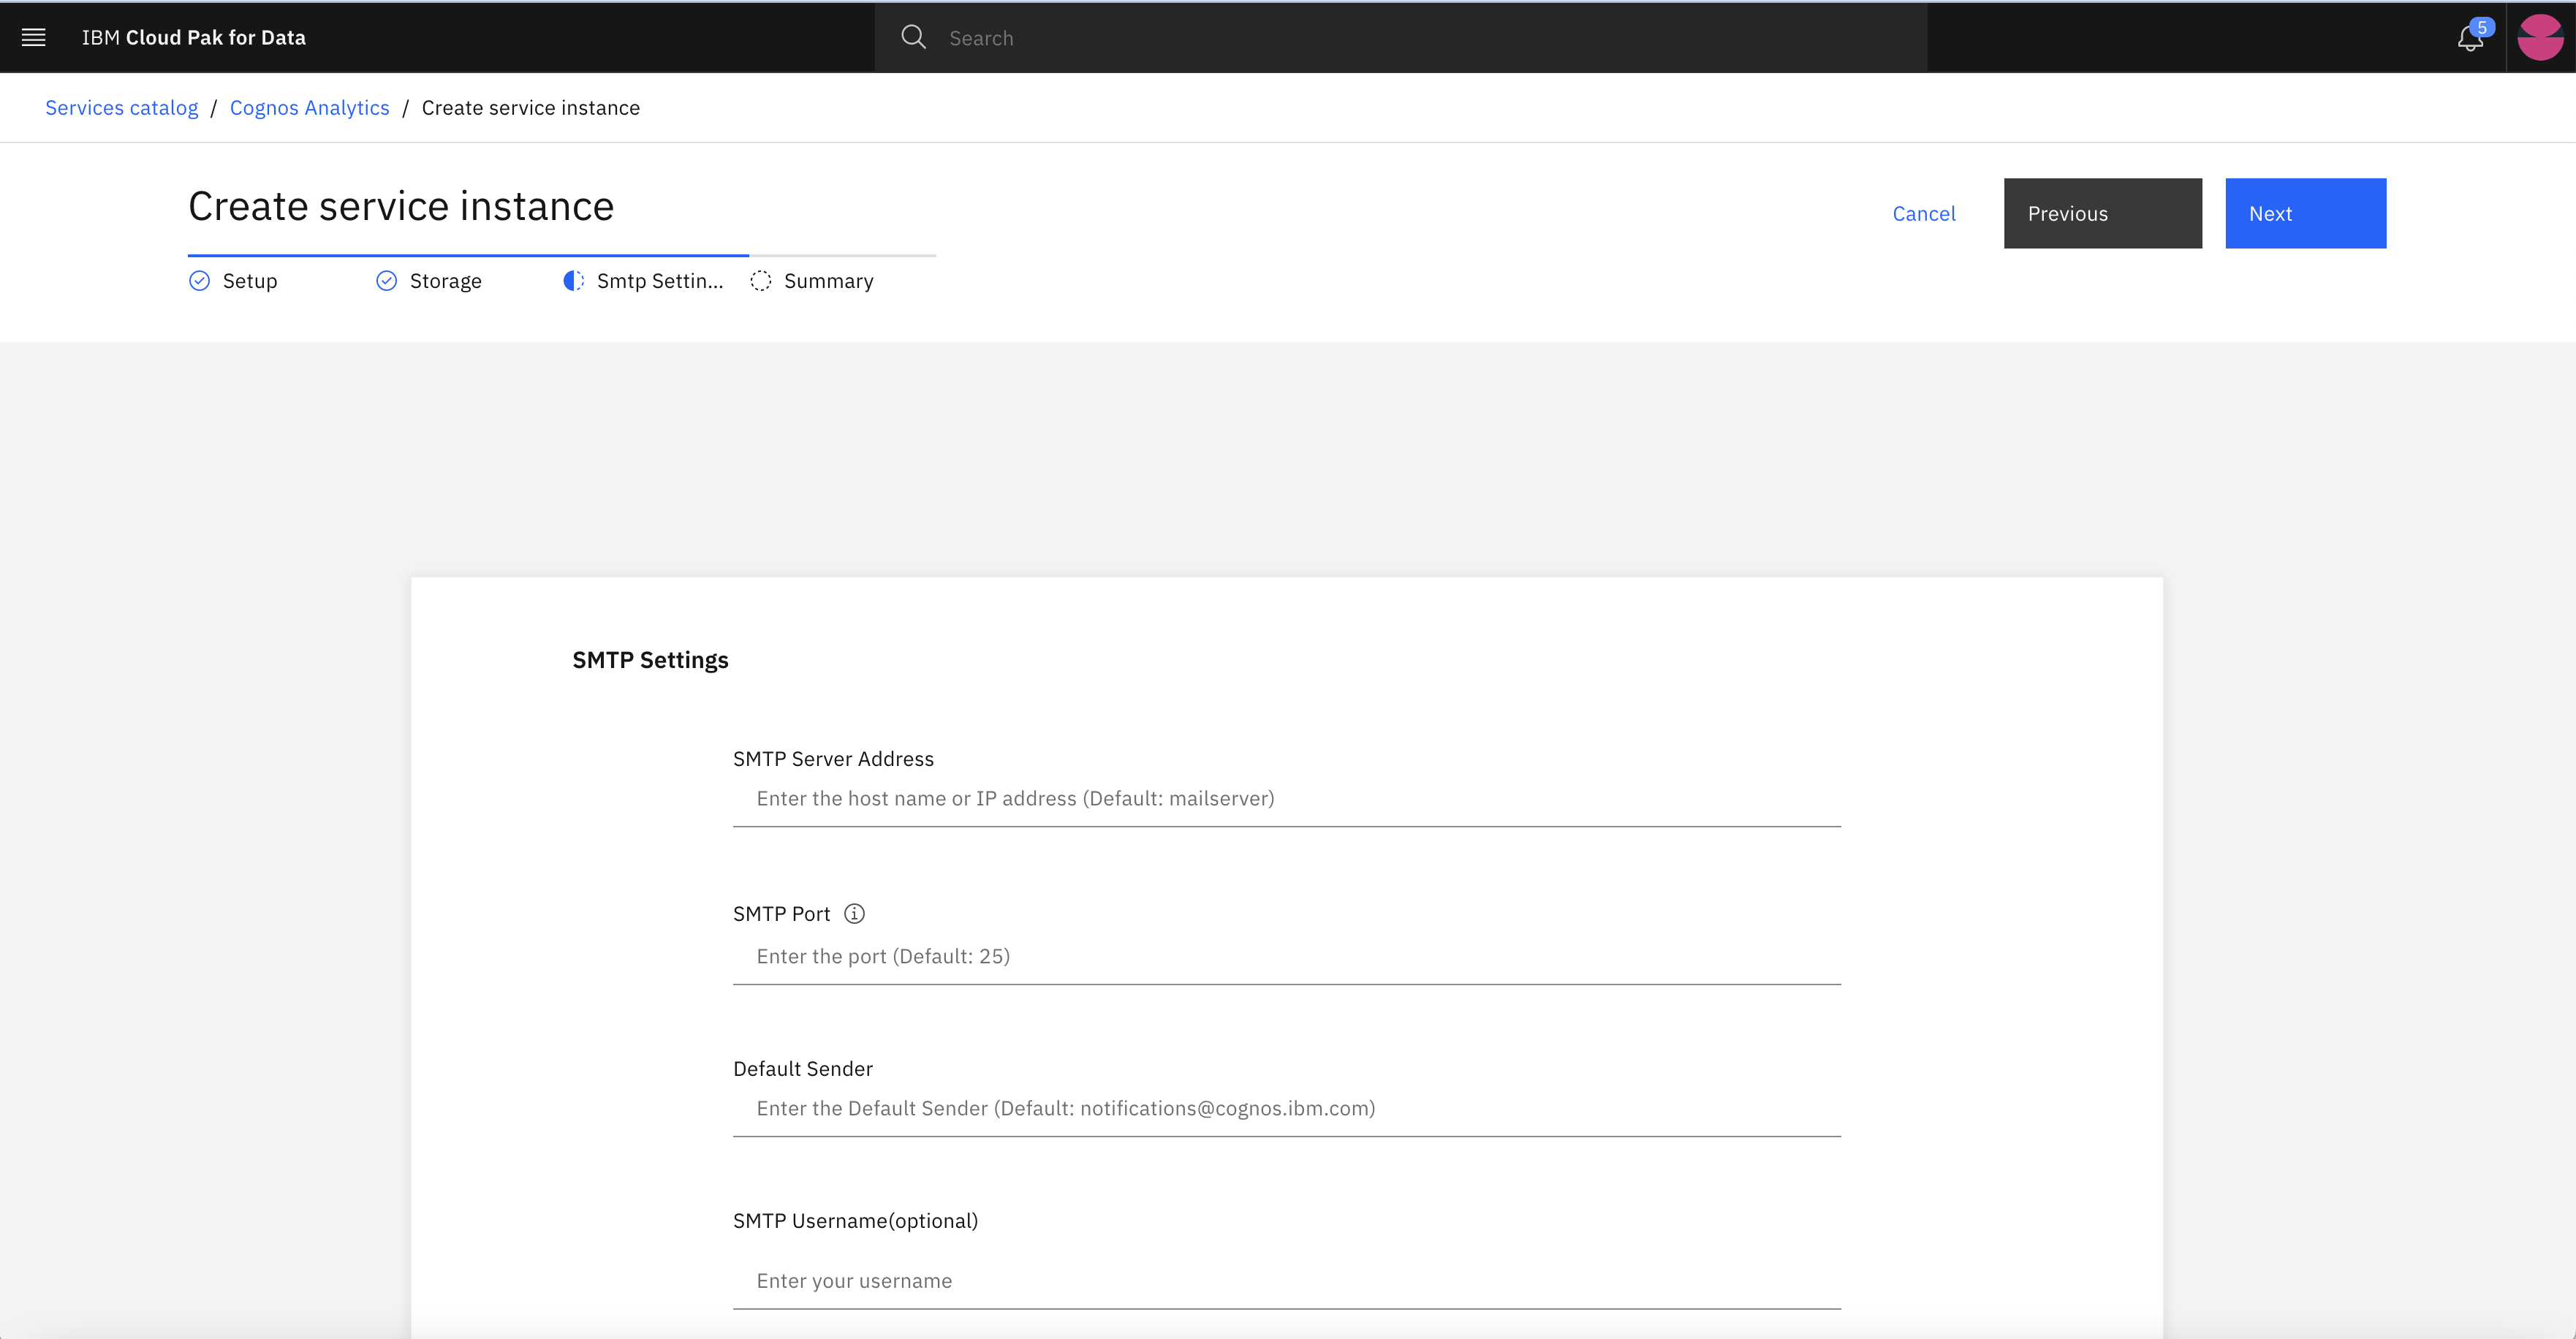 IBM Cloud Pak for Data
Search
5
Services catalog / Cognos Analytics / Create service instance
Create service instance
Cancel
Previous
Next
Setup
Storage
Smtp Settin...
Summary
SMTP Settings
SMTP Server Address
Enter the host name or IP address (Default: mailserver)
SMTP Port
Enter the port (Default: 25)
Default Sender
Enter the Default Sender (Default: notifications@cognos.ibm.com)
SMTP Username(optional)
Enter your username